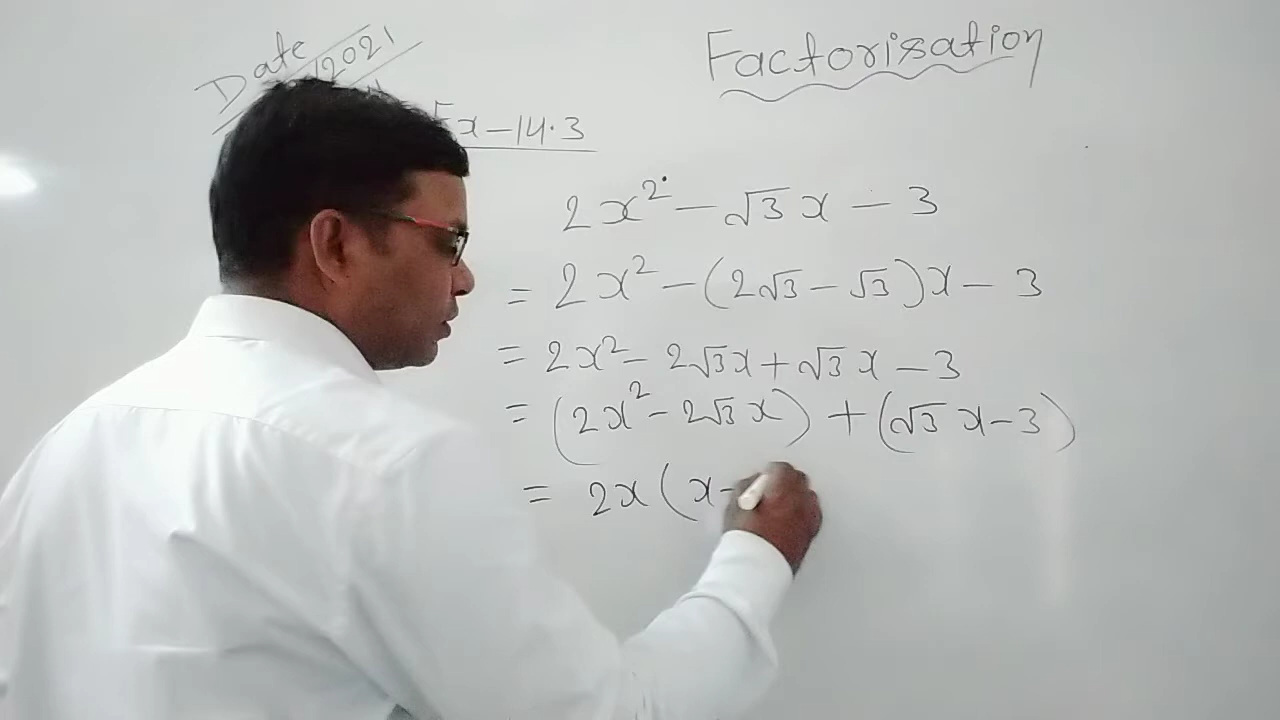 Date
Factorisation
/2021
Ex-14.3
2x² - √3x - 3
= 2x² - (2√3 - √3)x - 3
= 2x² - 2√3x + √3x - 3
= (2x² - 2√3x) + (√3x - 3)
= 2x(x-